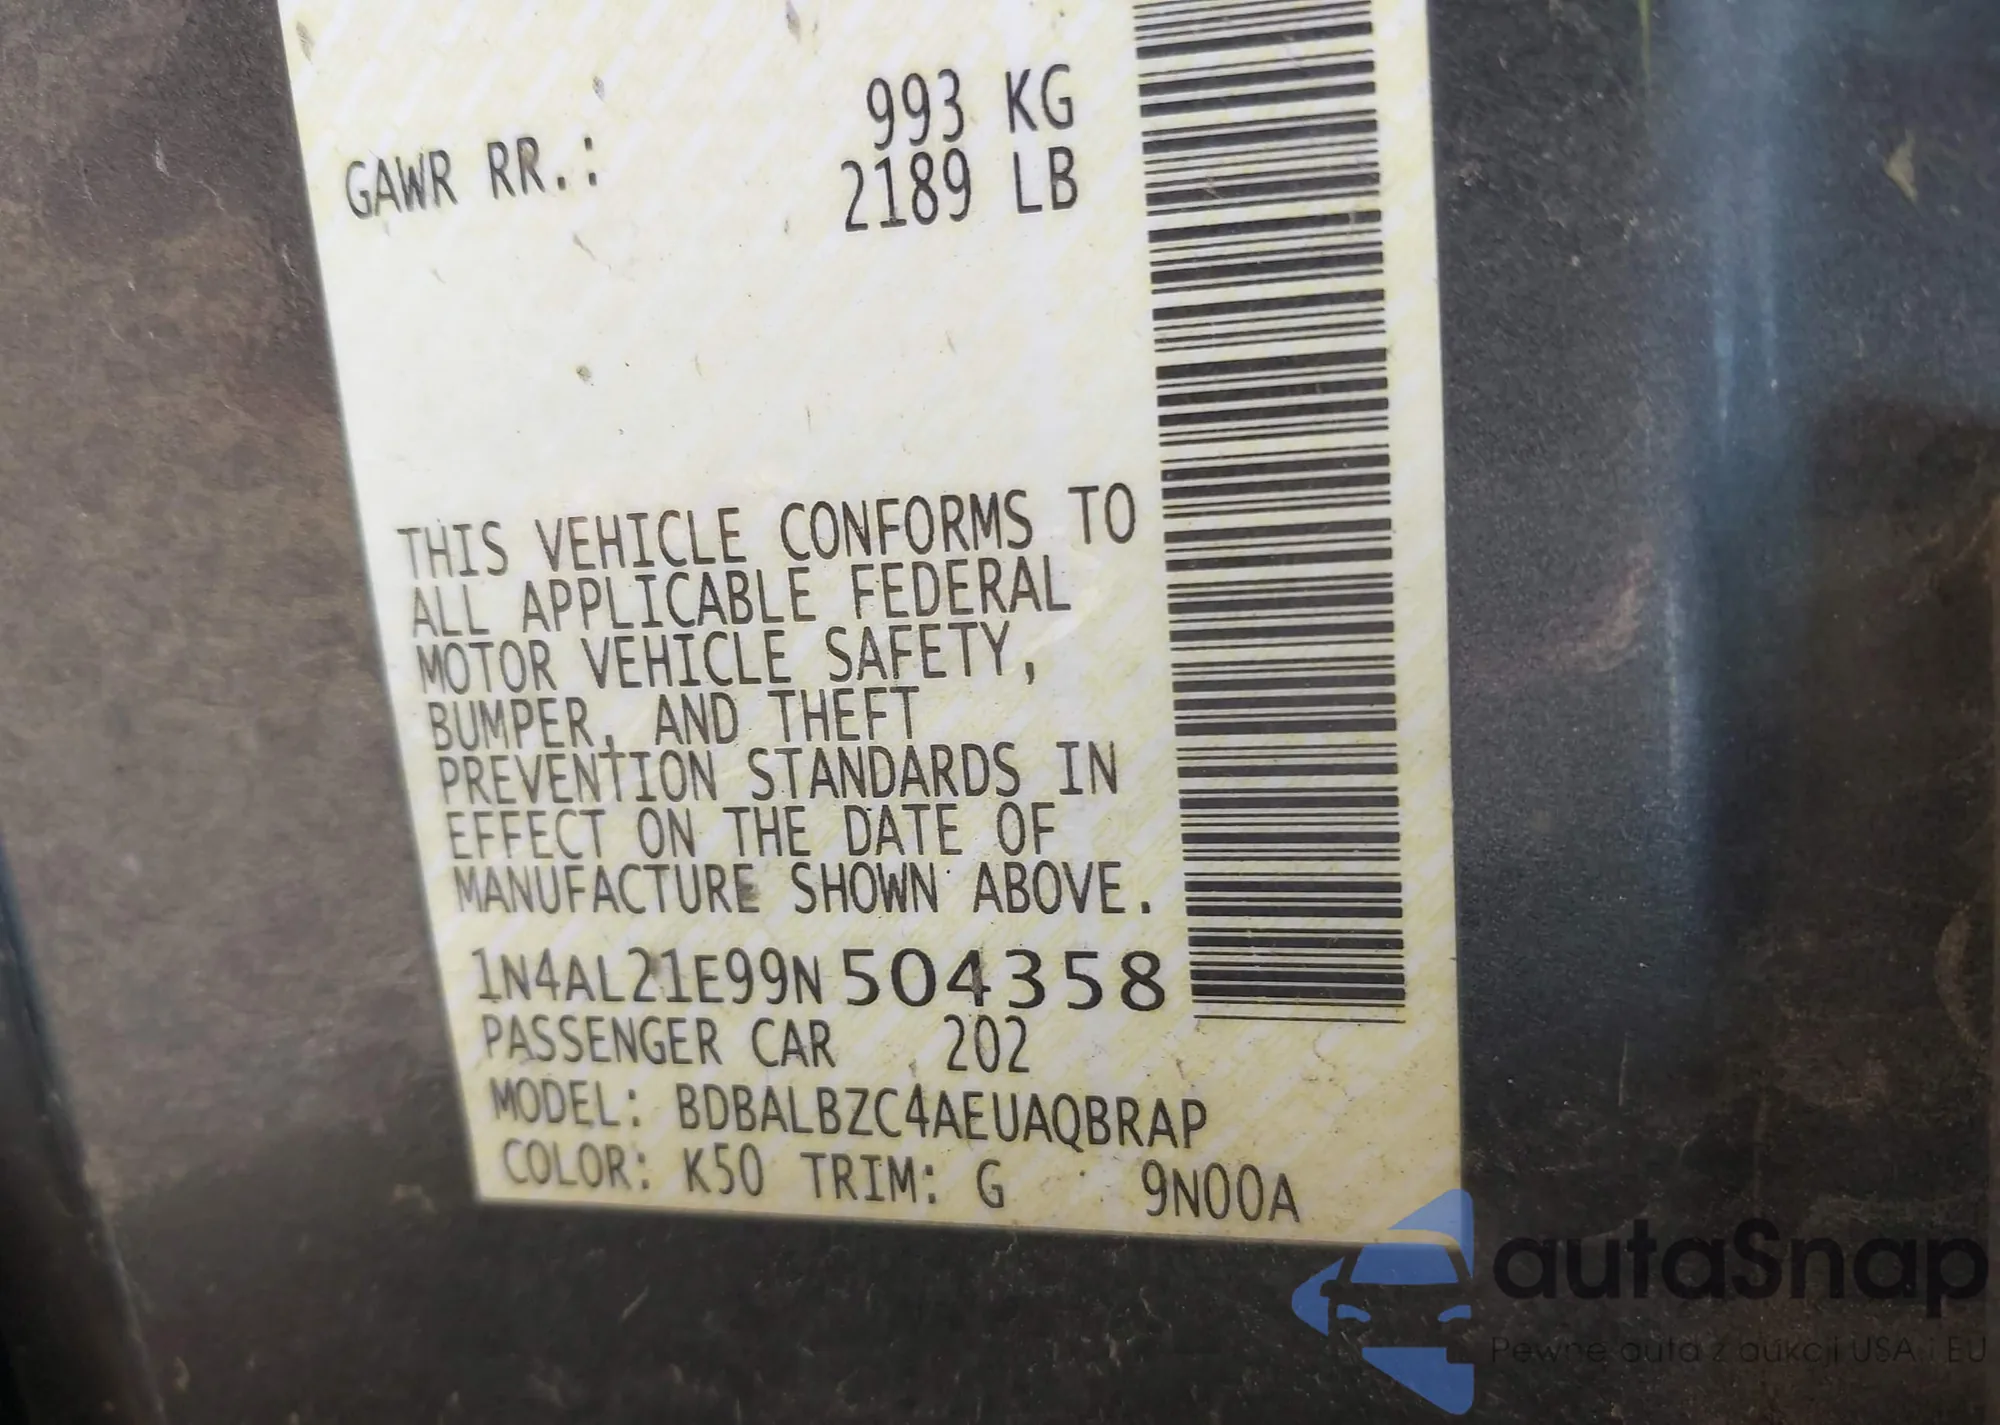 993 KG
GAWR RR.:
2189 LB
THIS VEHICLE CONFORMS TO
ALL APPLICABLE FEDERAL
MOTOR VEHICLE SAFETY,
BUMPER, AND THEFT
PREVENTION STANDARDS IN
EFFECT ON THE DATE OF
MANUFACTURE SHOWN ABOVE.
1N4AL21E99N504358
PASSENGER CAR 202
MODEL: BDBALBZC4AEUAQBRAP
COLOR: K50 TRIM: G 9N00A
autaSnap
Pewne auta z aukcji USA i EU